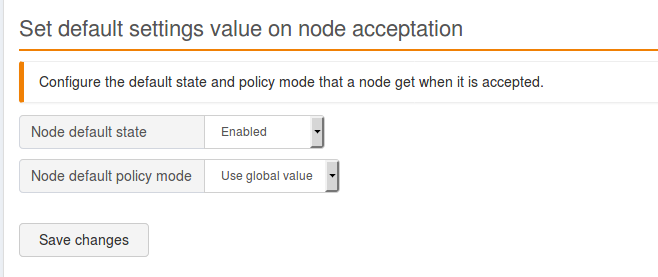 Set default settings value on node acceptation
Configure the default state and policy mode that a node get when it is accepted.
Node default state Enabled
Node default policy mode Use global value
Save changes